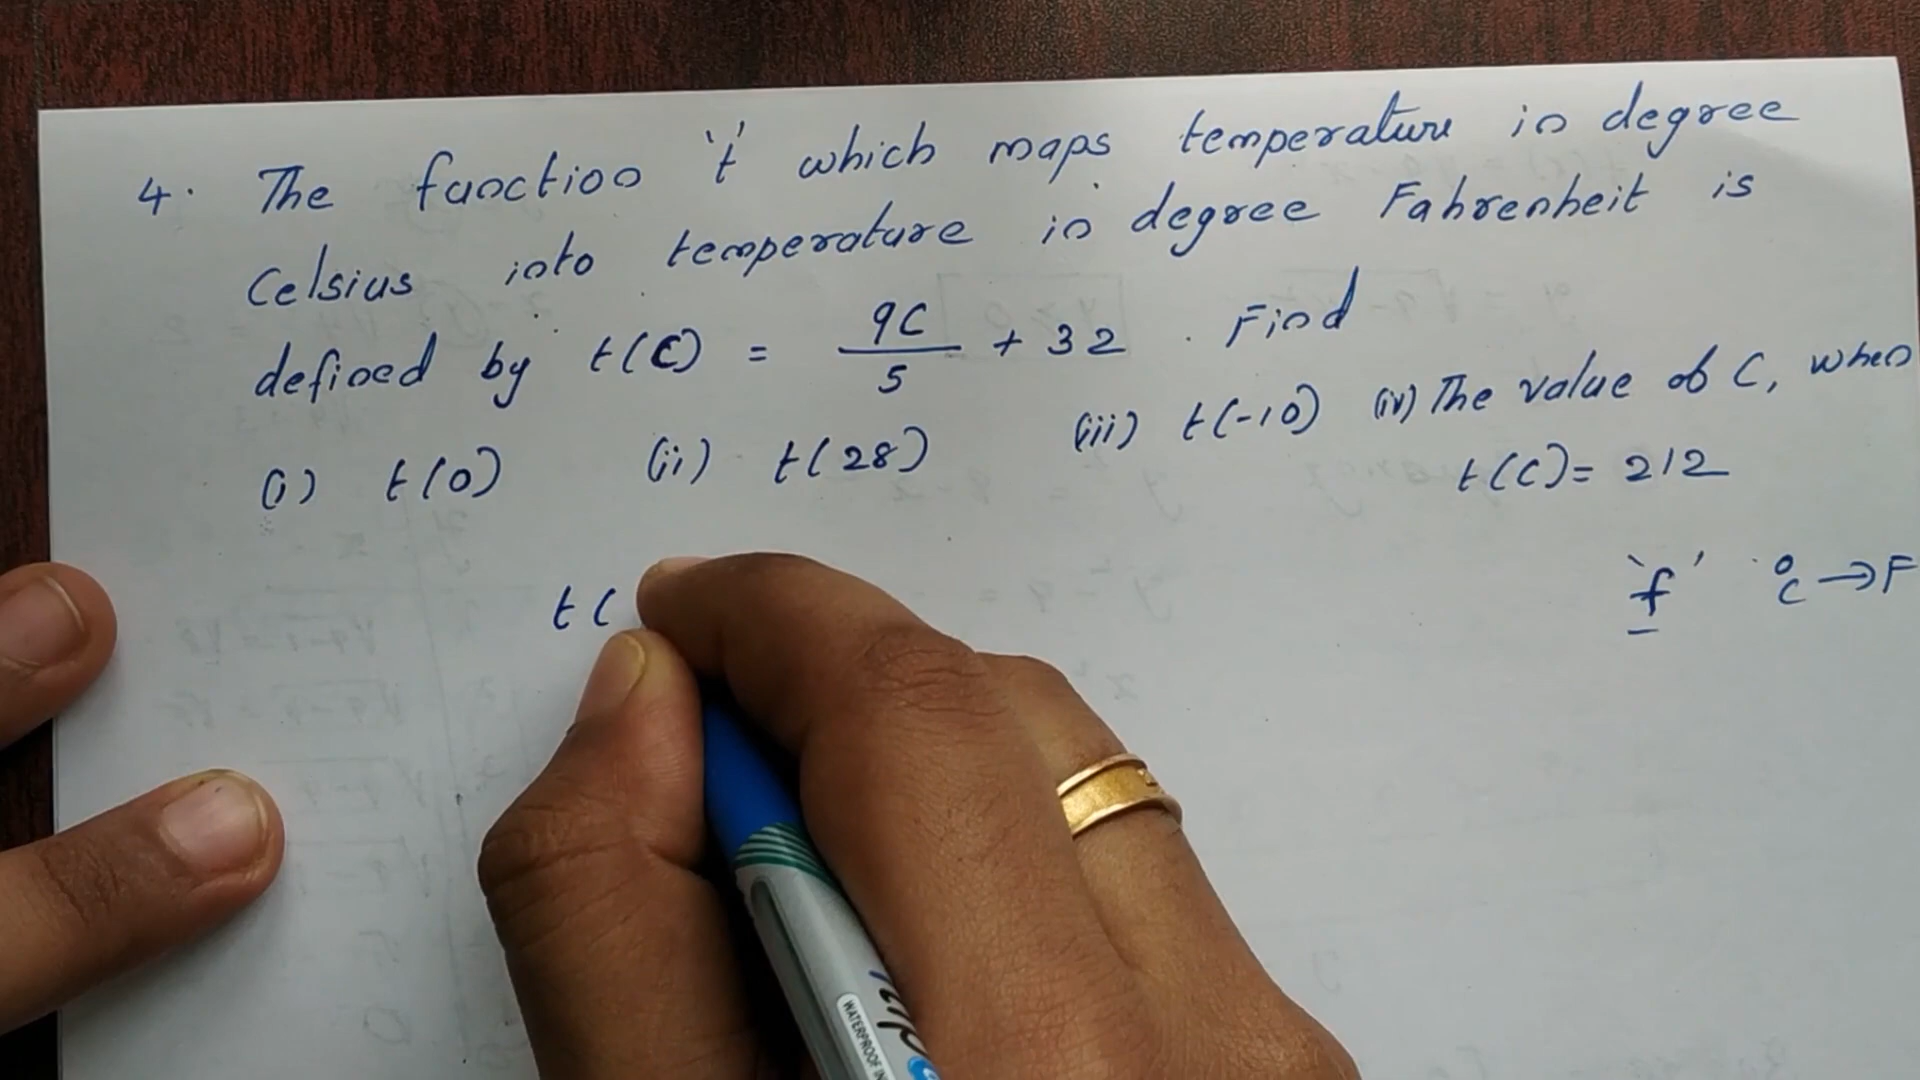 4. The function 't' which maps temperature in degree
Celsius into temperature in degree Fahrenheit is
defined by t(C) = 9C/5 + 32. Find
(i) t(0) (ii) t(28) (iii) t(-10) (iv) The value of C, when
t(C) = 212
t(
'f' °C → F
WATERPROOF IN